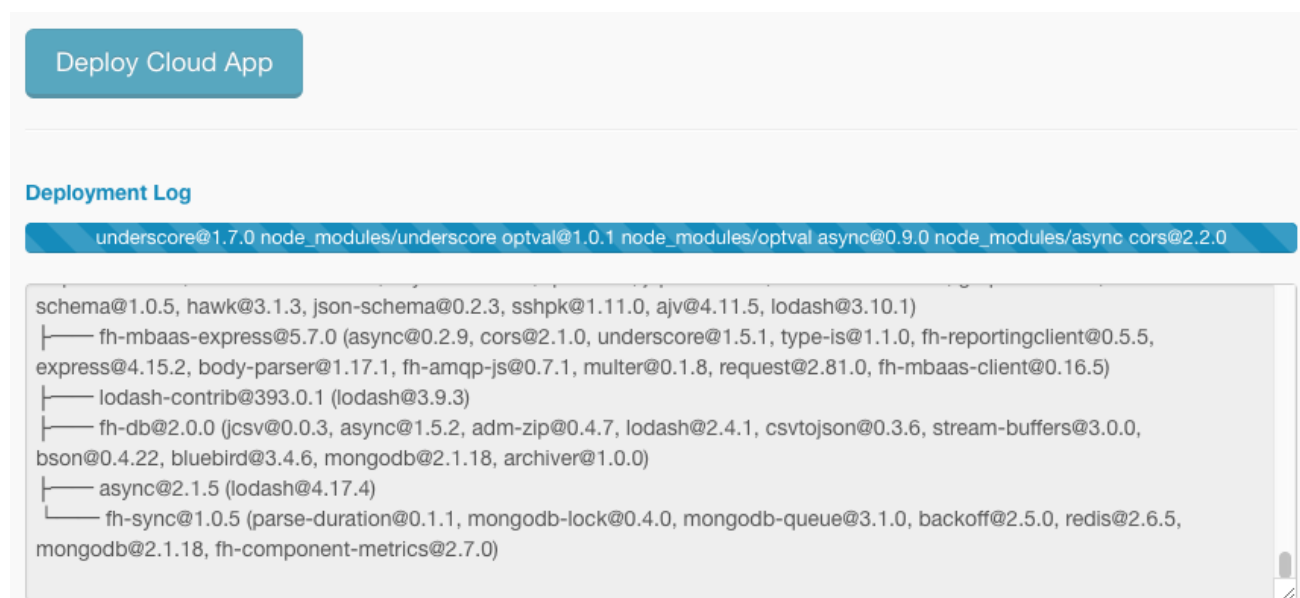 Deploy Cloud App
Deployment Log
underscore@1.7.0 node_modules/underscore optval@1.0.1 node_modules/optval async@0.9.0 node_modules/async cors@2.2.0
schema@1.0.5, hawk@3.1.3, json-schema@0.2.3, sshpk@1.11.0, ajv@4.11.5, lodash@3.10.1)
├── fh-mbaas-express@5.7.0 (async@0.2.9, cors@2.1.0, underscore@1.5.1, type-is@1.1.0, fh-reportingclient@0.5.5,
express@4.15.2, body-parser@1.17.1, fh-amqp-js@0.7.1, multer@0.1.8, request@2.81.0, fh-mbaas-client@0.16.5)
├── lodash-contrib@393.0.1 (lodash@3.9.3)
├── fh-db@2.0.0 (jcsv@0.0.3, async@1.5.2, adm-zip@0.4.7, lodash@2.4.1, csvtojson@0.3.6, stream-buffers@3.0.0,
bson@0.4.22, bluebird@3.4.6, mongodb@2.1.18, archiver@1.0.0)
├── async@2.1.5 (lodash@4.17.4)
└── fh-sync@1.0.5 (parse-duration@0.1.1, mongodb-lock@0.4.0, mongodb-queue@3.1.0, backoff@2.5.0, redis@2.6.5,
mongodb@2.1.18, fh-component-metrics@2.7.0)